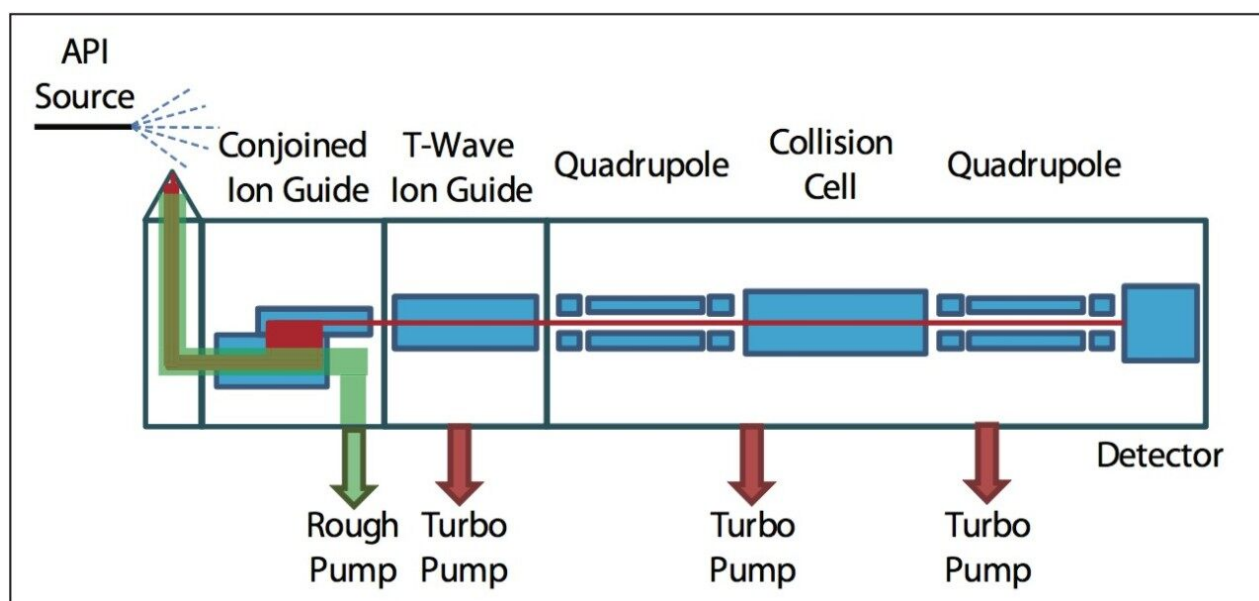 API
Source
Conjoined
Ion Guide
T-Wave
Ion Guide
Quadrupole
Collision
Cell
Quadrupole
Detector
Rough
Pump
Turbo
Pump
Turbo
Pump
Turbo
Pump